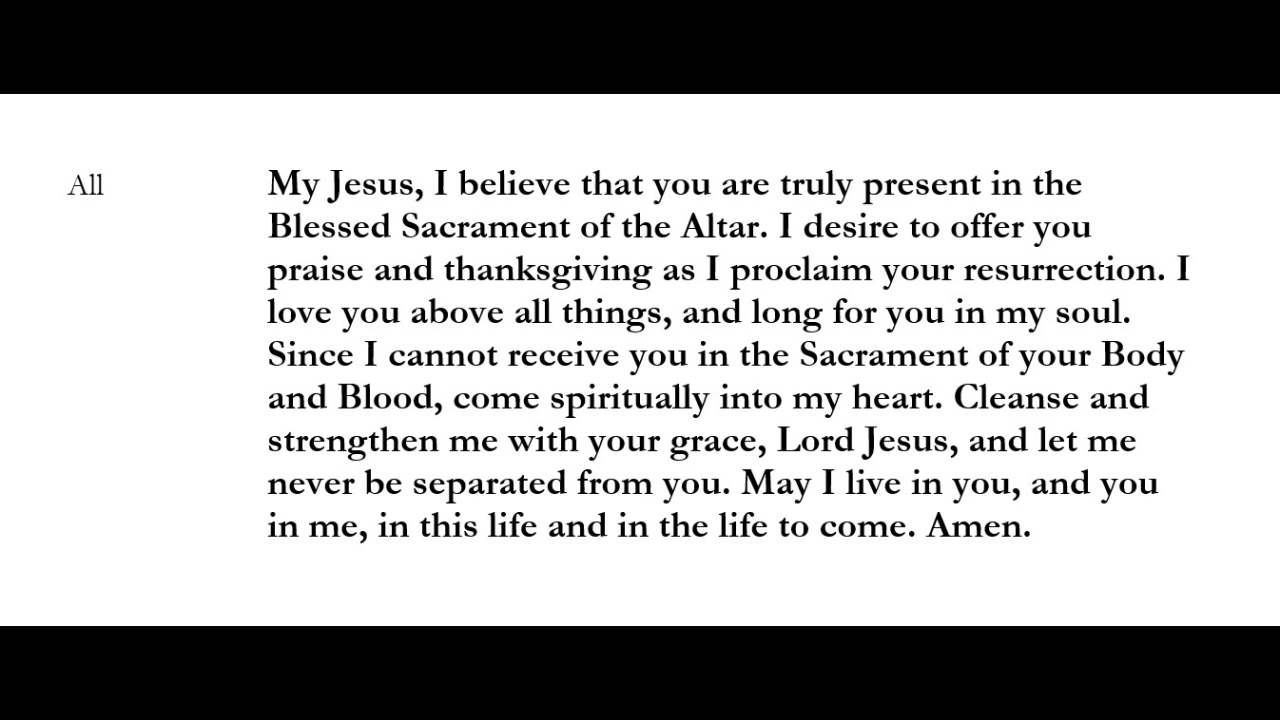 All
My Jesus, I believe that you are truly present in the
Blessed Sacrament of the Altar. I desire to offer you
praise and thanksgiving as I proclaim your resurrection. I
love you above all things, and long for you in my soul.
Since I cannot receive you in the Sacrament of your Body
and Blood, come spiritually into my heart. Cleanse and
strengthen me with your grace, Lord Jesus, and let me
never be separated from you. May I live in you, and you
in me, in this life and in the life to come. Amen.